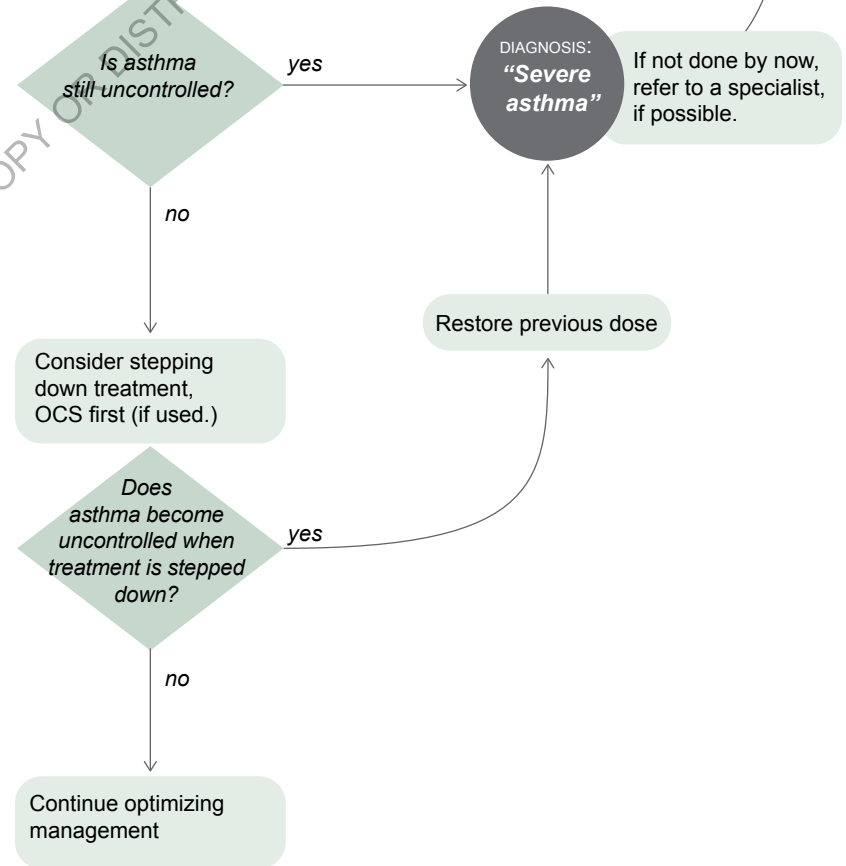 Is asthma
still uncontrolled?
yes
DIAGNOSIS:
“Severe
asthma”
If not done by now,
refer to a specialist,
if possible.
no
Restore previous dose
Consider stepping
down treatment,
OCS first (if used.)
Does
asthma become
uncontrolled when
treatment is stepped
down?
yes
no
Continue optimizing
management